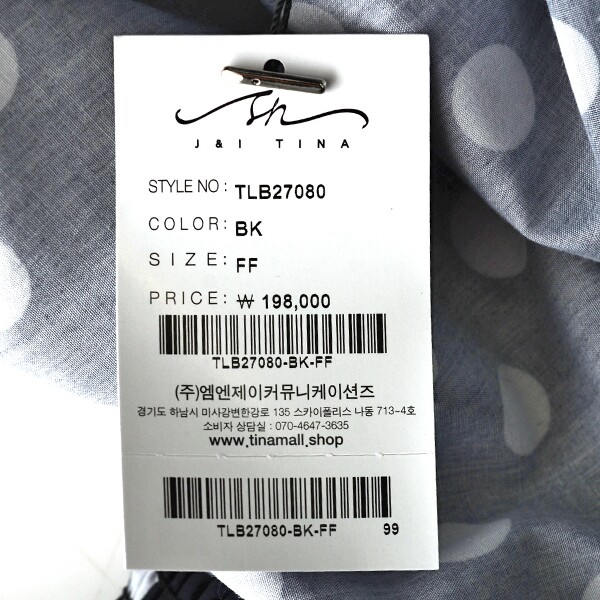 J & I TINA
STYLE NO : TLB27080
COLOR: BK
SIZE: FF
PRICE: ₩ 198,000
TLB27080-BK-FF
(주)엠엔제이커뮤니케이션즈
경기도 하남시 미사강변한강로 135 스카이폴리스 나동 713~4호
소비자 상담실 : 070-4647-3635
www.tinamall.shop
TLB27080-BK-FF 99